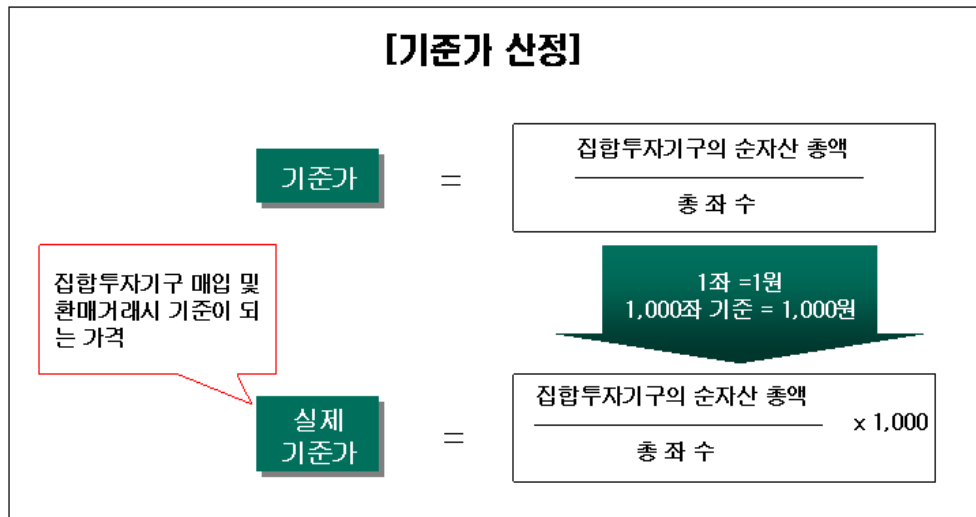 [기준가 산정]
기준가
=
집합투자기구의 순자산 총액
총 좌 수
집합투자기구 매입 및
환매거래시 기준이 되
는 가격
1좌 =1원
1,000좌 기준 = 1,000원
실제
기준가
=
집합투자기구의 순자산 총액
총 좌 수
x 1,000